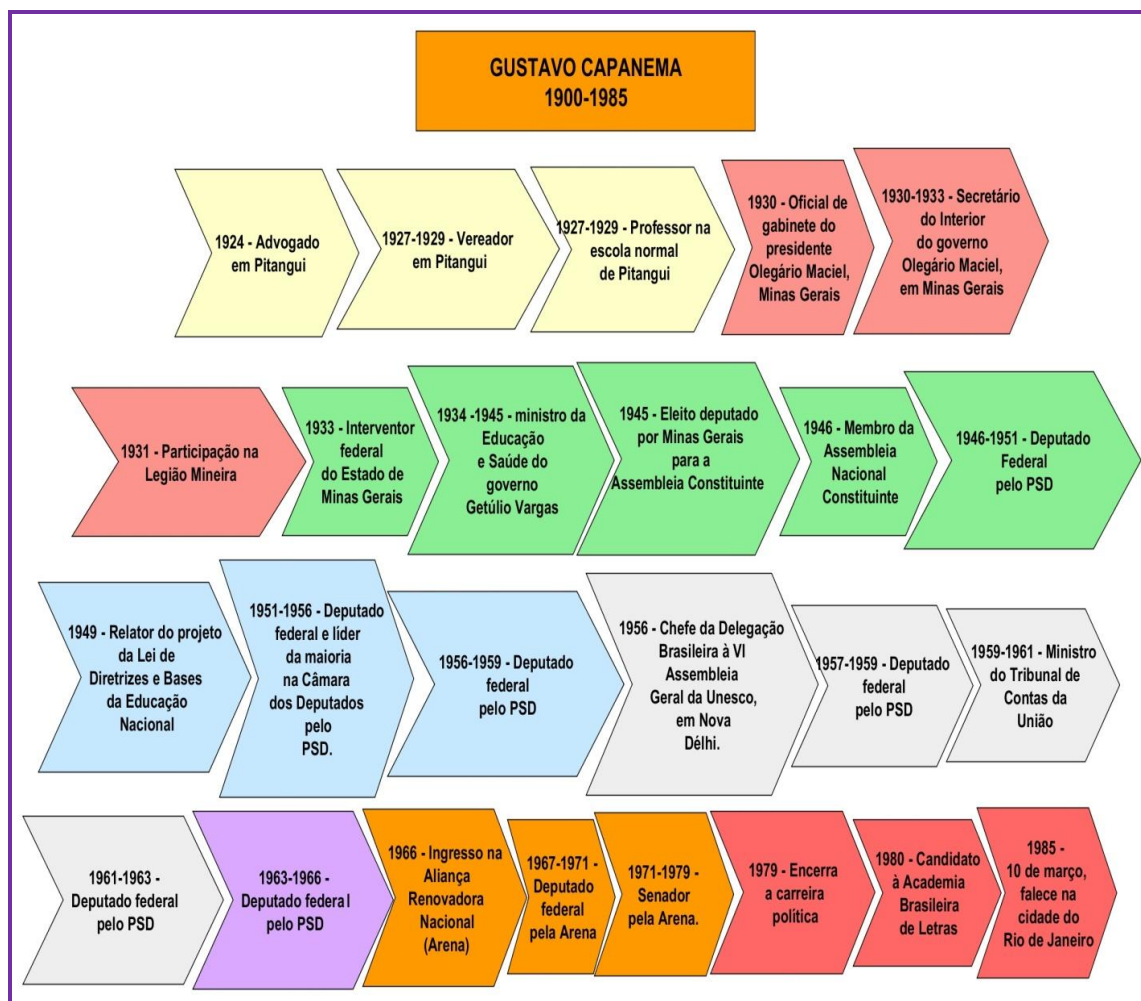 GUSTAVO CAPANEMA
1900-1985
1924 - Advogado
em Pitangui
1927-1929 - Vereador
em Pitangui
1927-1929 - Professor na
escola normal
de Pitangui
1930 - Oficial de
gabinete do
presidente
Olegário Maciel,
Minas Gerais
1930-1933 - Secretário
do Interior
do governo
Olegário Maciel,
em Minas Gerais
1931 - Participação na
Legião Mineira
1933 - Interventor
federal
do Estado de
Minas Gerais
1934 -1945 - ministro da
Educação
e Saúde do
governo
Getúlio Vargas
1945 - Eleito deputado
por Minas Gerais
para a
Assembleia Constituinte
1946 - Membro da
Assembleia
Nacional
Constituinte
1946-1951 - Deputado
Federal
pelo PSD
1949 - Relator do projeto
da Lei de
Diretrizes e Bases
da Educação
Nacional
1951-1956 - Deputado
federal e líder
da maioria
na Câmara
dos Deputados
pelo
PSD.
1956-1959 - Deputado
federal
pelo PSD
1956 - Chefe da Delegação
Brasileira à VI
Assembleia
Geral da Unesco,
em Nova
Délhi.
1957-1959 - Deputado
federal
pelo PSD
1959-1961 - Ministro
do Tribunal de
Contas da
União
1961-1963 -
Deputado federal
pelo PSD
1963-1966 -
Deputado federal
pelo PSD
1966 - Ingresso na
Aliança
Renovadora
Nacional
(Arena)
1967-1971 -
Deputado
federal
pela Arena
1971-1979 -
Senador
pela Arena.
1979 - Encerra
a carreira
política
1980 - Candidato
à Academia
Brasileira
de Letras
1985 -
10 de março,
falece na
cidade do
Rio de Janeiro